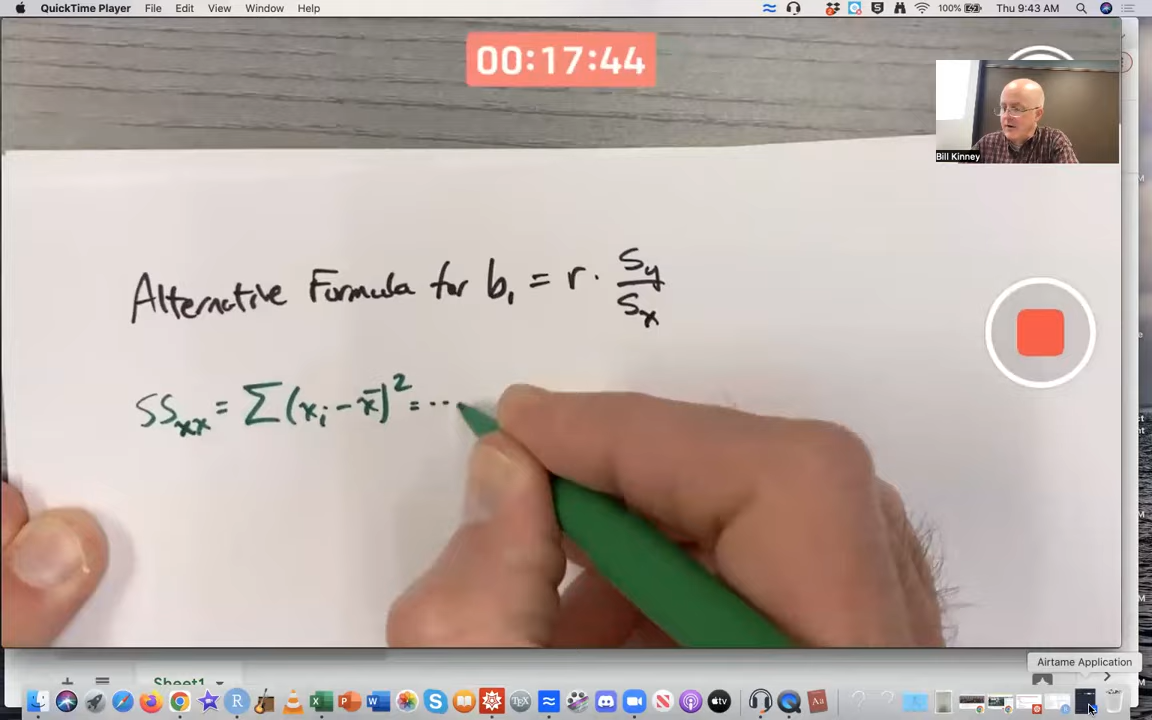 QuickTime Player File Edit View Window Help 100% Thu 9:43 AM
00:17:44
Bill Kinney
Alternative Formula for b₁ = r · Sy/Sx
SSxx = Σ(xᵢ − x̄)² = ...
Airtame Application
Sheet1